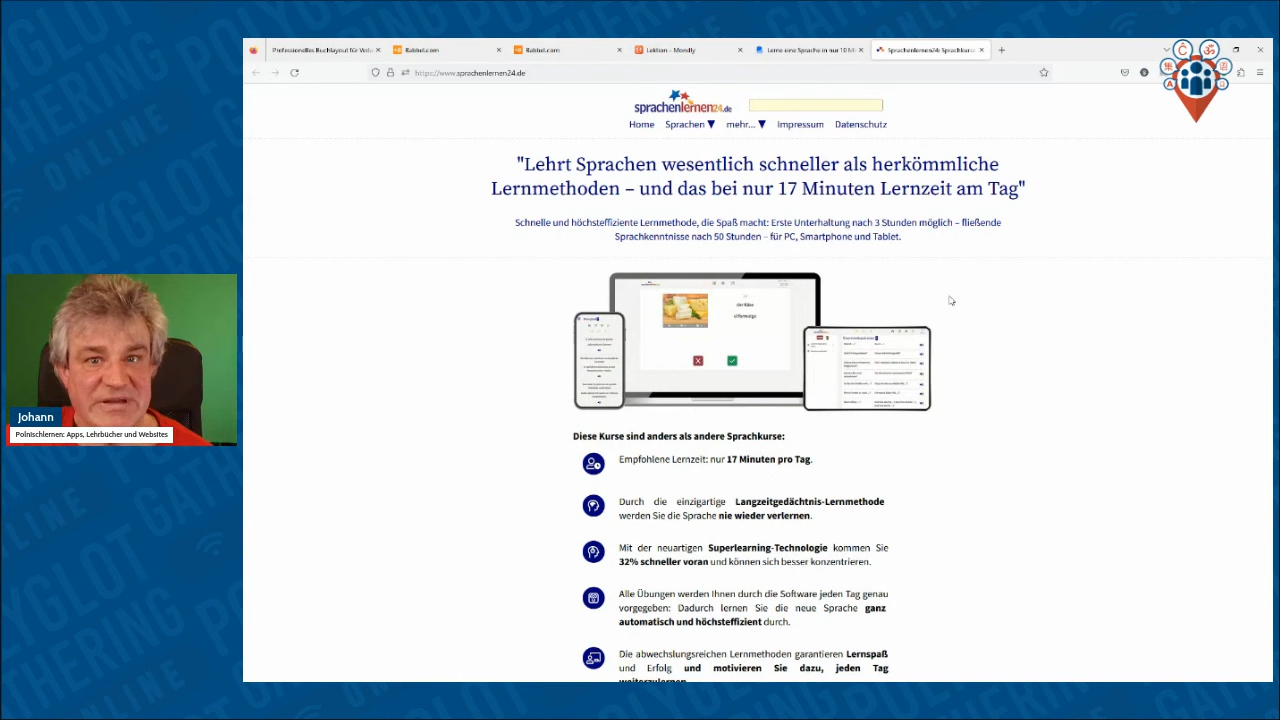 Professionelles Buchlayout für Velu
Babbel.com
Babbel.com
Lektion – Mondly
Lerne eine Sprache in nur 10 Mi
Sprachenlernen24: Sprachkurs
https://www.sprachenlernen24.de
sprachenlernen24.de
Home Sprachen ▼ mehr... ▼ Impressum Datenschutz
"Lehrt Sprachen wesentlich schneller als herkömmliche
Lernmethoden – und das bei nur 17 Minuten Lernzeit am Tag"
Schnelle und höchsteffiziente Lernmethode, die Spaß macht: Erste Unterhaltung nach 3 Stunden möglich – fließende
Sprachkenntnisse nach 50 Stunden – für PC, Smartphone und Tablet.
der Käse
Diese Kurse sind anders als andere Sprachkurse:
Empfohlene Lernzeit: nur 17 Minuten pro Tag.
Durch die einzigartige Langzeitgedächtnis-Lernmethode
werden Sie die Sprache nie wieder verlernen.
Mit der neuartigen Superlearning-Technologie kommen Sie
32% schneller voran und können sich besser konzentrieren.
Alle Übungen werden Ihnen durch die Software jeden Tag genau
vorgegeben: Dadurch lernen Sie die neue Sprache ganz
automatisch und höchsteffizient durch.
Die abwechslungsreichen Lernmethoden garantieren Lernspaß
und Erfolg und motivieren Sie dazu, jeden Tag
weiterzulernen.
Johann
Polnischlernen: Apps, Lehrbücher und Websites